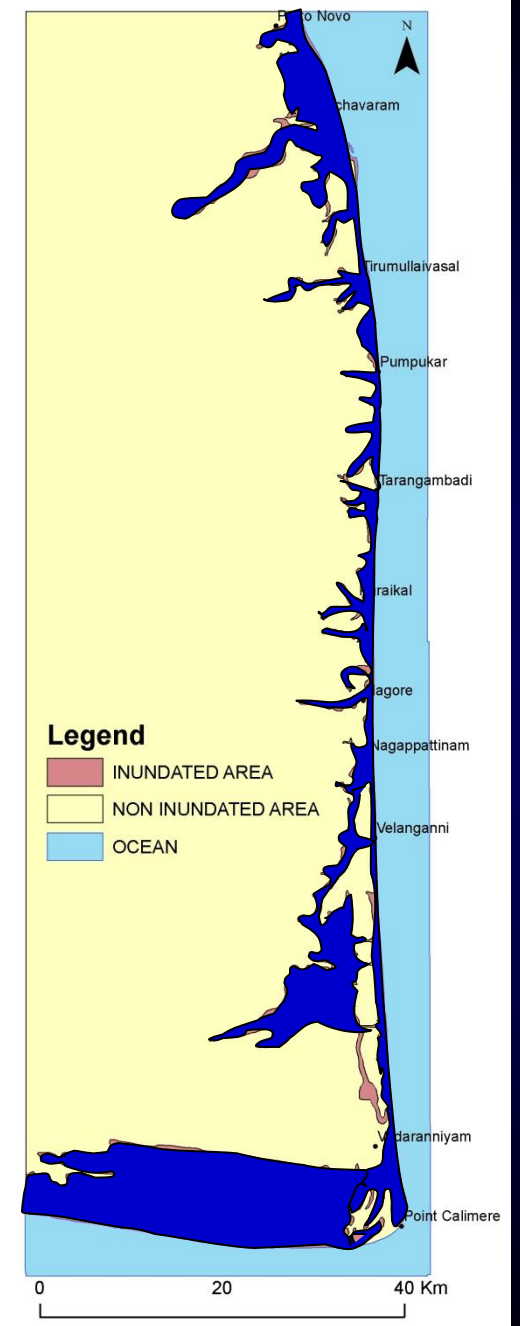 N
chavaram
Tirumullaivasal
Pumpukar
Tarangambadi
raikal
agore
Nagappattinam
Legend
INUNDATED AREA
NON INUNDATED AREA
Velanganni
OCEAN
Point Calimere
0 20 40 Km